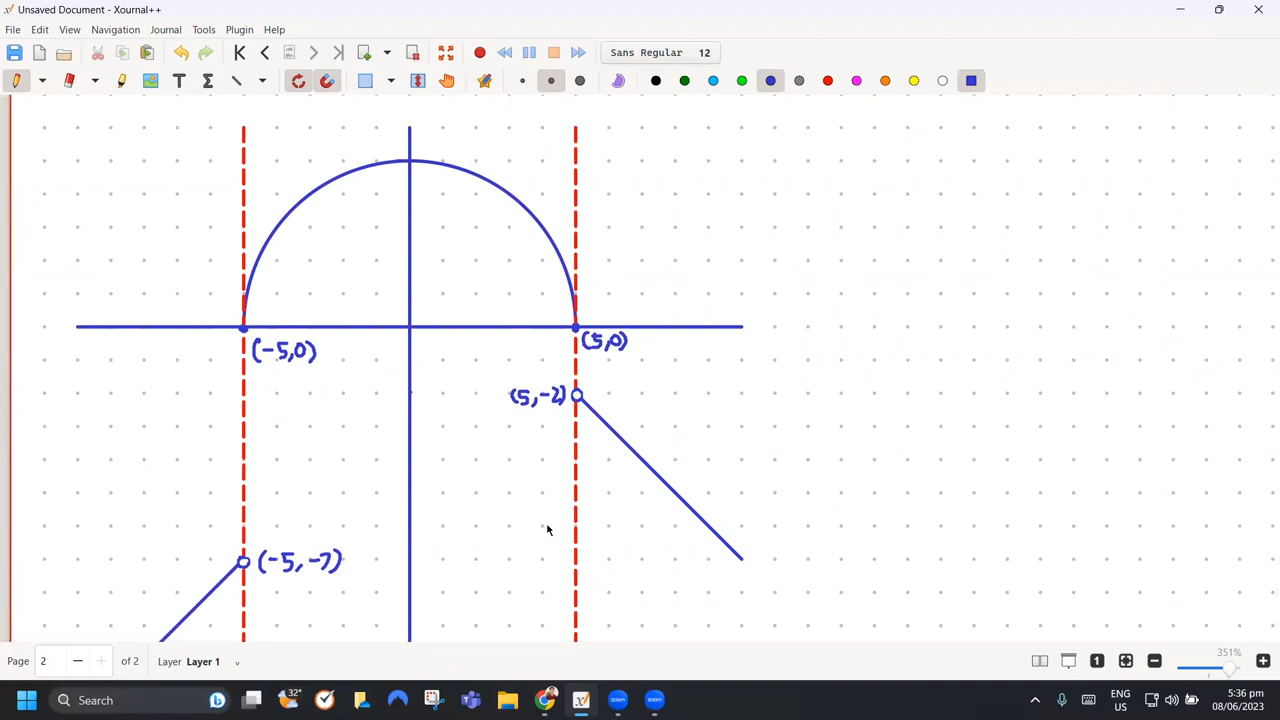 Unsaved Document - Xournal++
File Edit View Navigation Journal Tools Plugin Help
Sans Regular 12
(-5,0)
(5,0)
(5,-2)
(-5,-7)
Page 2 of 2 Layer Layer 1
351%
Search
32°
ENG
US
5:36 pm
08/06/2023